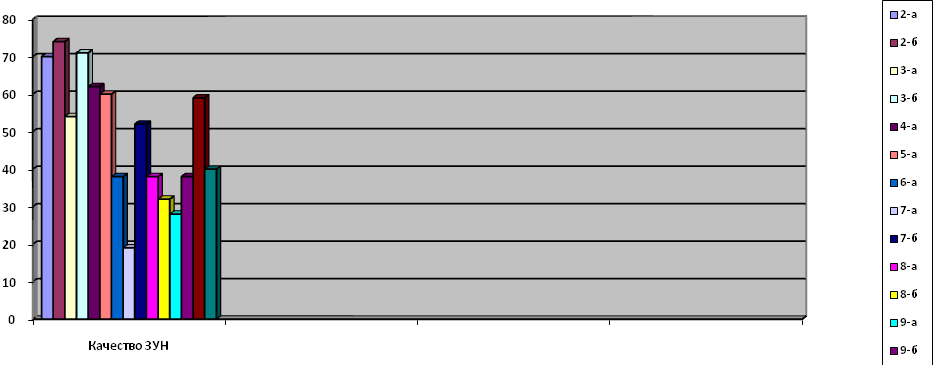 80
70
60
50
40
30
20
10
0
Качество ЗУН
2-а
2-б
3-а
3-б
4-а
5-а
6-а
7-а
7-б
8-а
8-б
9-а
9-б